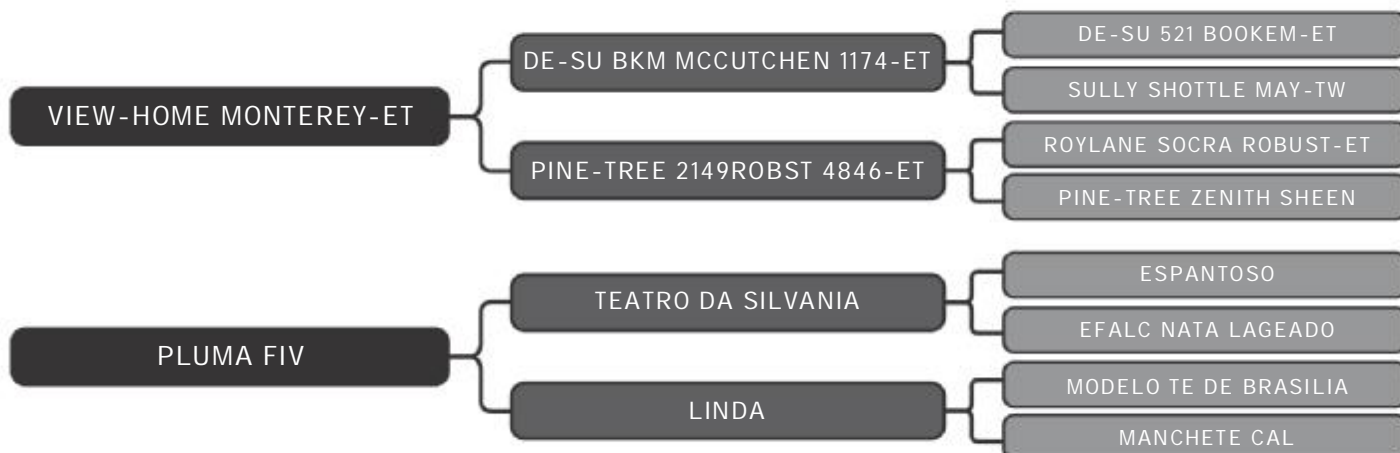 VIEW-HOME MONTEREY-ET
DE-SU BKM MCCUTCHEN 1174-ET
DE-SU 521 BOOKEM-ET
SULLY SHOTTLE MAY-TW
PINE-TREE 2149ROBST 4846-ET
ROYLANE SOCRA ROBUST-ET
PINE-TREE ZENITH SHEEN
PLUMA FIV
TEATRO DA SILVANIA
ESPANTOSO
EFALC NATA LAGEADO
LINDA
MODELO TE DE BRASILIA
MANCHETE CAL